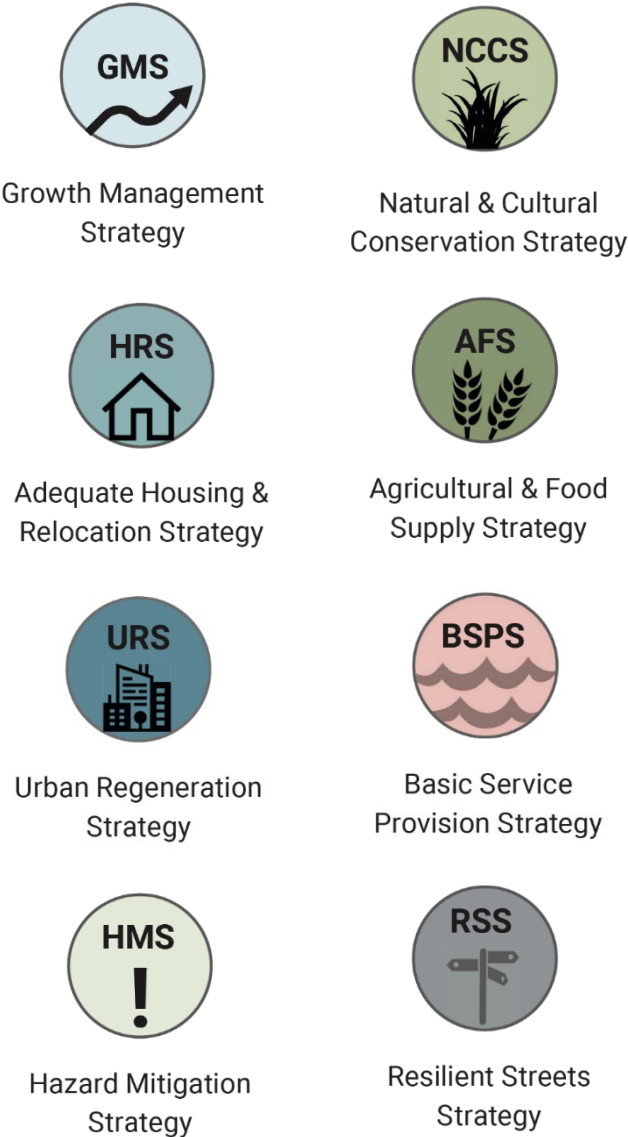 GMS
Growth Management
Strategy
NCCS
Natural & Cultural
Conservation Strategy
HRS
Adequate Housing &
Relocation Strategy
AFS
Agricultural & Food
Supply Strategy
URS
Urban Regeneration
Strategy
BSPS
Basic Service
Provision Strategy
HMS
!
Hazard Mitigation
Strategy
RSS
Resilient Streets
Strategy